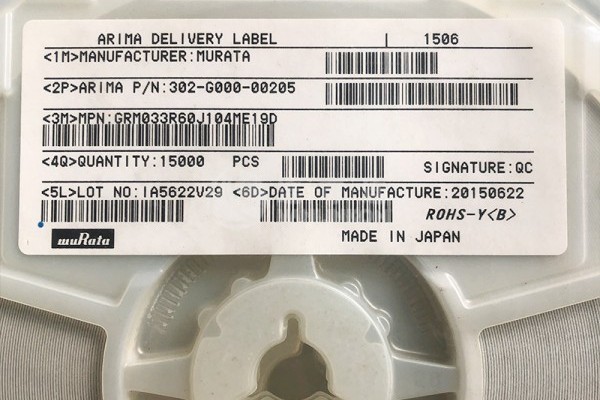 ARIMA DELIVERY LABEL | 1506
<1M>MANUFACTURER:MURATA
<2P>ARIMA P/N:302-G000-00205
<3M>MPN:GRM033R60J104ME19D
<4Q>QUANTITY:15000 PCS SIGNATURE:QC
<5L>LOT NO:IA5622V29 <6D>DATE OF MANUFACTURE:20150622
ROHS-Y<B>
muRata MADE IN JAPAN